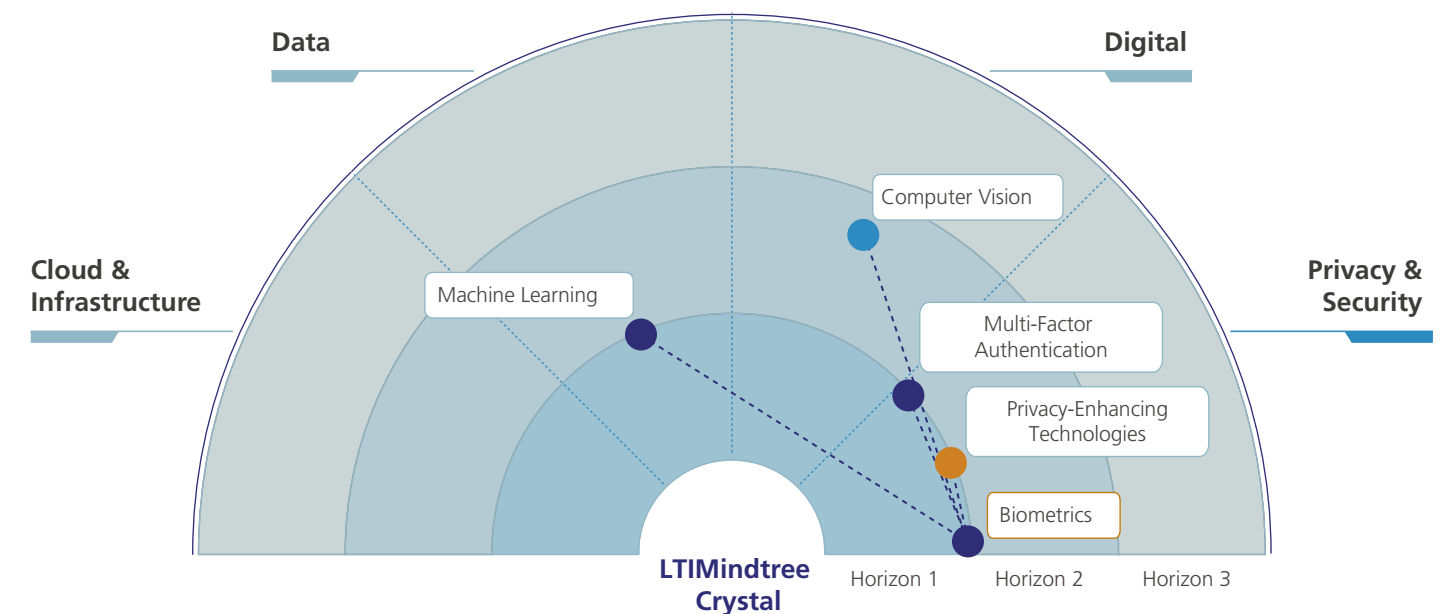 Data
Digital
Computer Vision
Cloud &
Infrastructure
Privacy &
Security
Machine Learning
Multi-Factor
Authentication
Privacy-Enhancing
Technologies
Biometrics
LTIMindtree
Crystal
Horizon 1
Horizon 2
Horizon 3